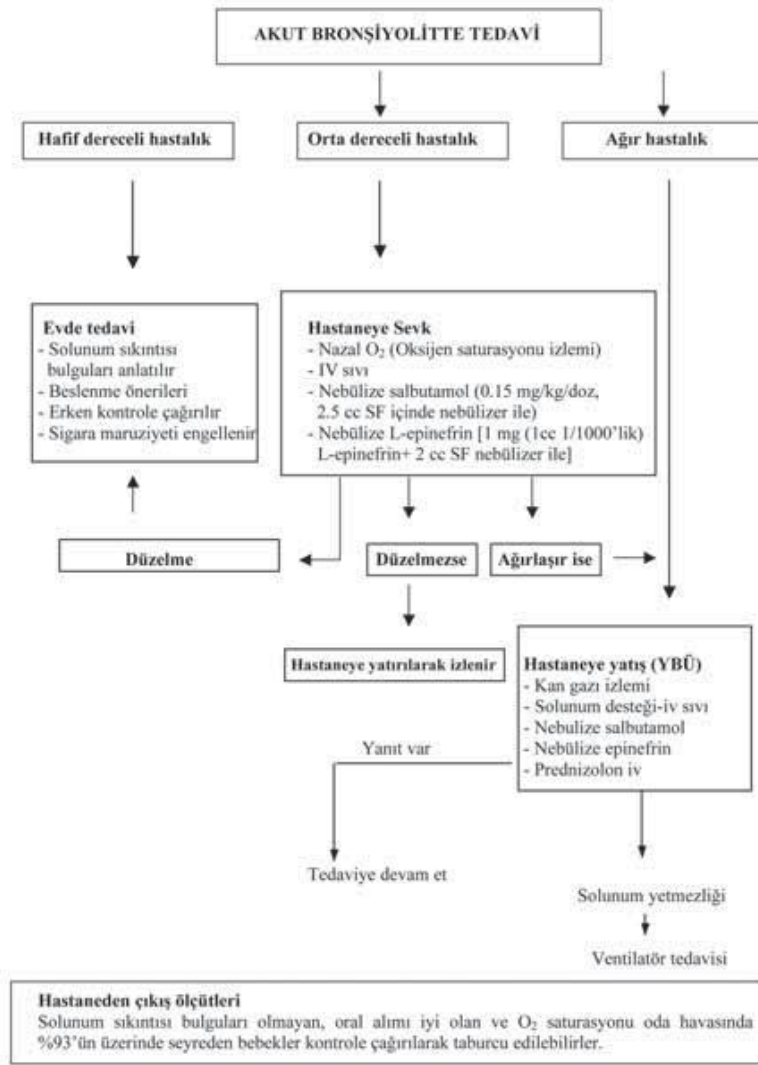 AKUT BRONŞİYOLİTTE TEDAVİ
Hafif dereceli hastalık
Orta dereceli hastalık
Ağır hastalık
Evde tedavi
- Solunum sıkıntısı
bulguları anlatılır
- Beslenme önerileri
- Erken kontrole çağırılır
- Sigara maruziyeti engellenir
Hastaneye Sevk
- Nazal O₂ (Oksijen saturasyonu izlemi)
- IV sıvı
- Nebülize salbutamol (0.15 mg/kg/doz,
2.5 cc SF içinde nebülizer ile)
- Nebülize L-epinefrin [1 mg (1cc 1/1000'lik)
L-epinefrin+ 2 cc SF nebülizer ile]
Düzelme
Düzelmezse
Ağırlaşır ise
Hastaneye yatırılarak izlenir
Hastaneye yatış (YBÜ)
- Kan gazı izlemi
- Solunum desteği-iv sıvı
- Nebulize salbutamol
- Nebülize epinefrin
- Prednizolon iv
Yanıt var
Tedaviye devam et
Solunum yetmezliği
Ventilatör tedavisi
Hastaneden çıkış ölçütleri
Solunum sıkıntısı bulguları olmayan, oral alımı iyi olan ve O₂ saturasyonu oda havasında
%93'ün üzerinde seyreden bebekler kontrole çağırılarak taburcu edilebilirler.